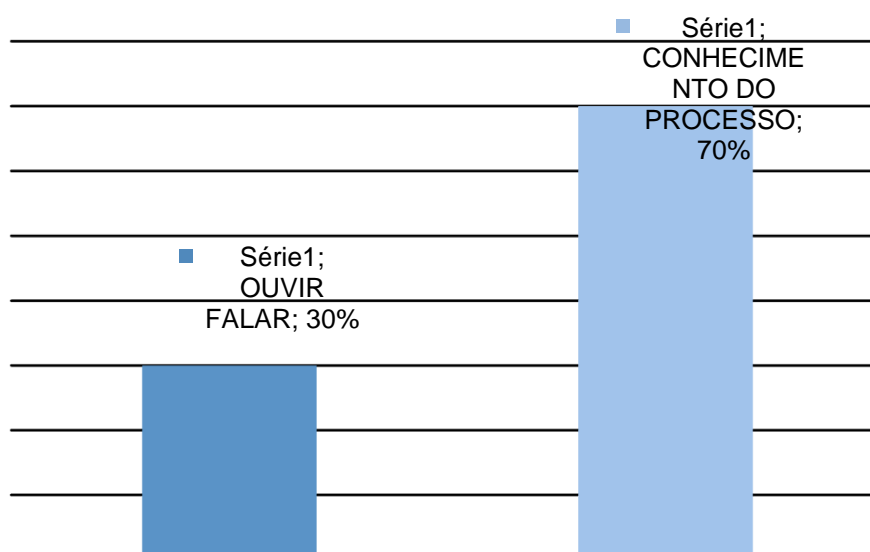 Série1;
CONHECIME
NTO DO
PROCESSO;
70%
Série1;
OUVIR
FALAR; 30%